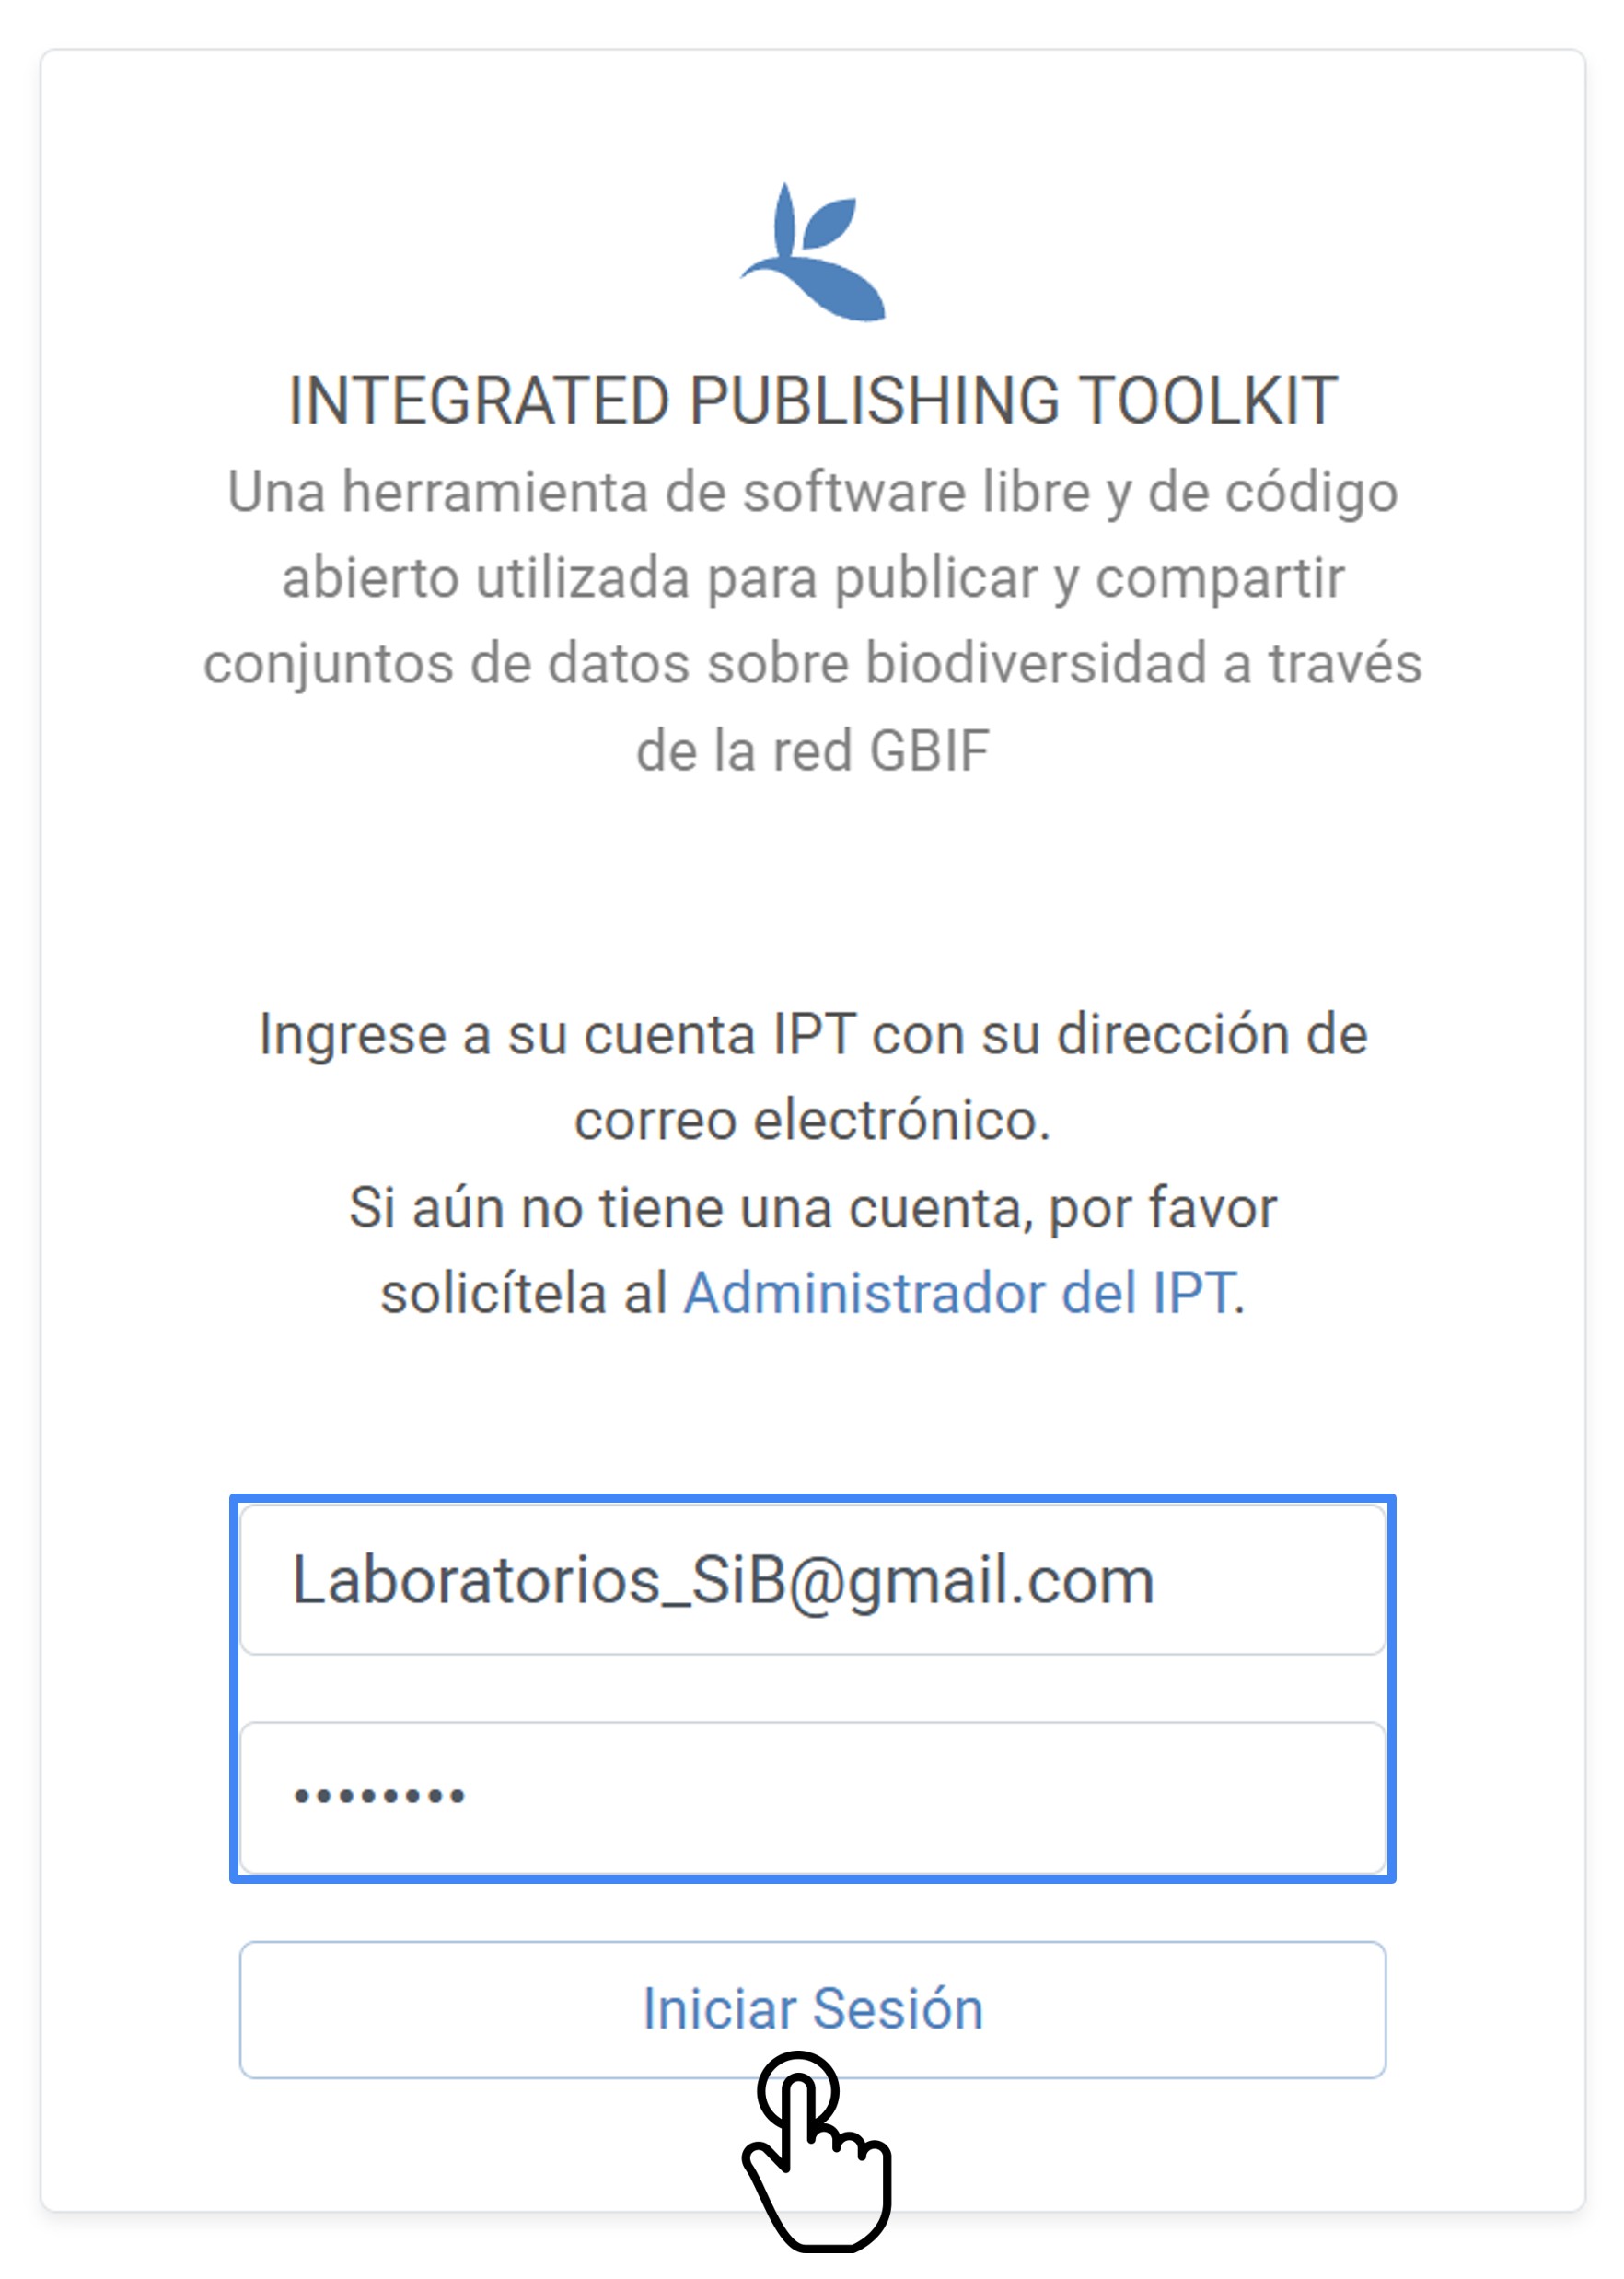 INTEGRATED PUBLISHING TOOLKIT
Una herramienta de software libre y de código
abierto utilizada para publicar y compartir
conjuntos de datos sobre biodiversidad a través
de la red GBIF
Ingrese a su cuenta IPT con su dirección de
correo electrónico.
Si aún no tiene una cuenta, por favor
solicítela al Administrador del IPT.
Laboratorios_SiB@gmail.com
••••••••
Iniciar Sesión